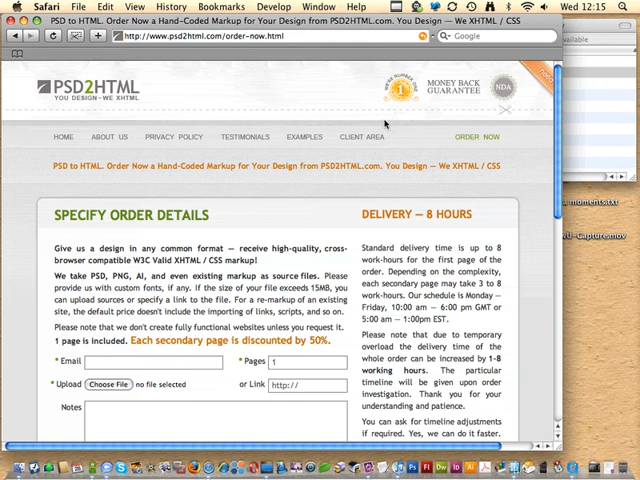 Safari File Edit View History Bookmarks Develop Window Help Wed 12:15
PSD to HTML. Order Now a Hand-Coded Markup for Your Design from PSD2HTML.com. You Design — We XHTML / CSS
http://www.psd2html.com/order-now.html
Google
available
PSD2HTML
YOU DESIGN - WE XHTML
WE'RE NUMBER ONE
1
MONEY BACK
GUARANTEE
NDA
HOME ABOUT US PRIVACY POLICY TESTIMONIALS EXAMPLES CLIENT AREA ORDER NOW
PSD to HTML. Order Now a Hand-Coded Markup for Your Design from PSD2HTML.com. You Design — We XHTML / CSS
SPECIFY ORDER DETAILS
Give us a design in any common format — receive high-quality, cross-
browser compatible W3C Valid XHTML / CSS markup!
We take PSD, PNG, AI, and even existing markup as source files. Please
provide us with custom fonts, if any. If the size of your file exceeds 15MB, you
can upload sources or specify a link to the file. For a re-markup of an existing
site, the default price doesn't include the importing of links, scripts, and so on.
Please note that we don't create fully functional websites unless you request it.
1 page is included. Each secondary page is discounted by 50%.
* Email
* Pages 1
* Upload Choose File no file selected
or Link http://
Notes
DELIVERY — 8 HOURS
Standard delivery time is up to 8
work-hours for the first page of the
order. Depending on the complexity,
each secondary page may take 3 to 8
work-hours. Our schedule is Monday —
Friday, 10:00 am — 6:00 pm GMT or
5:00 am — 1:00pm EST.
Please note that due to temporary
overload the delivery time of the
whole order can be increased by 1-8
working hours. The particular
timeline will be given upon order
investigation. Thank you for your
understanding and patience.
You can ask for timeline adjustments
if required. Yes, we can do it faster.
a moments.txt
Capture.mov
Ps Fl Dw Id Ai